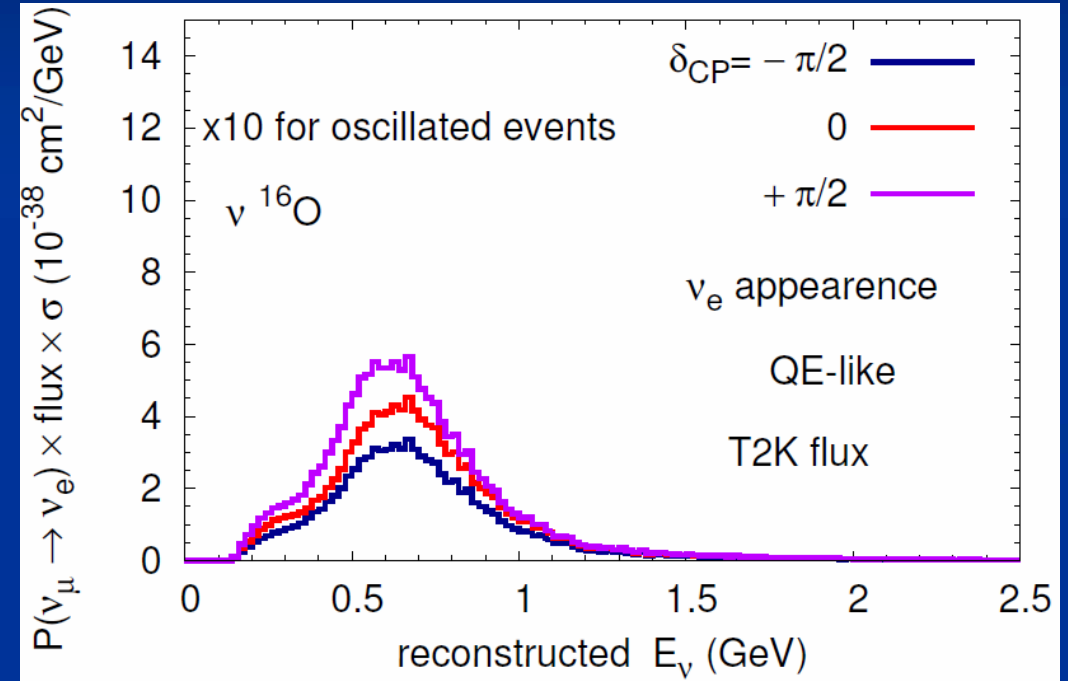 P(νμ → νe) × flux × σ (10⁻³⁸ cm²/GeV)
14
12
10
8
6
4
2
0
δCP= − π/2
0
+ π/2
x10 for oscillated events
ν ¹⁶O
νe appearence
QE-like
T2K flux
0 0.5 1 1.5 2 2.5
reconstructed Eν (GeV)